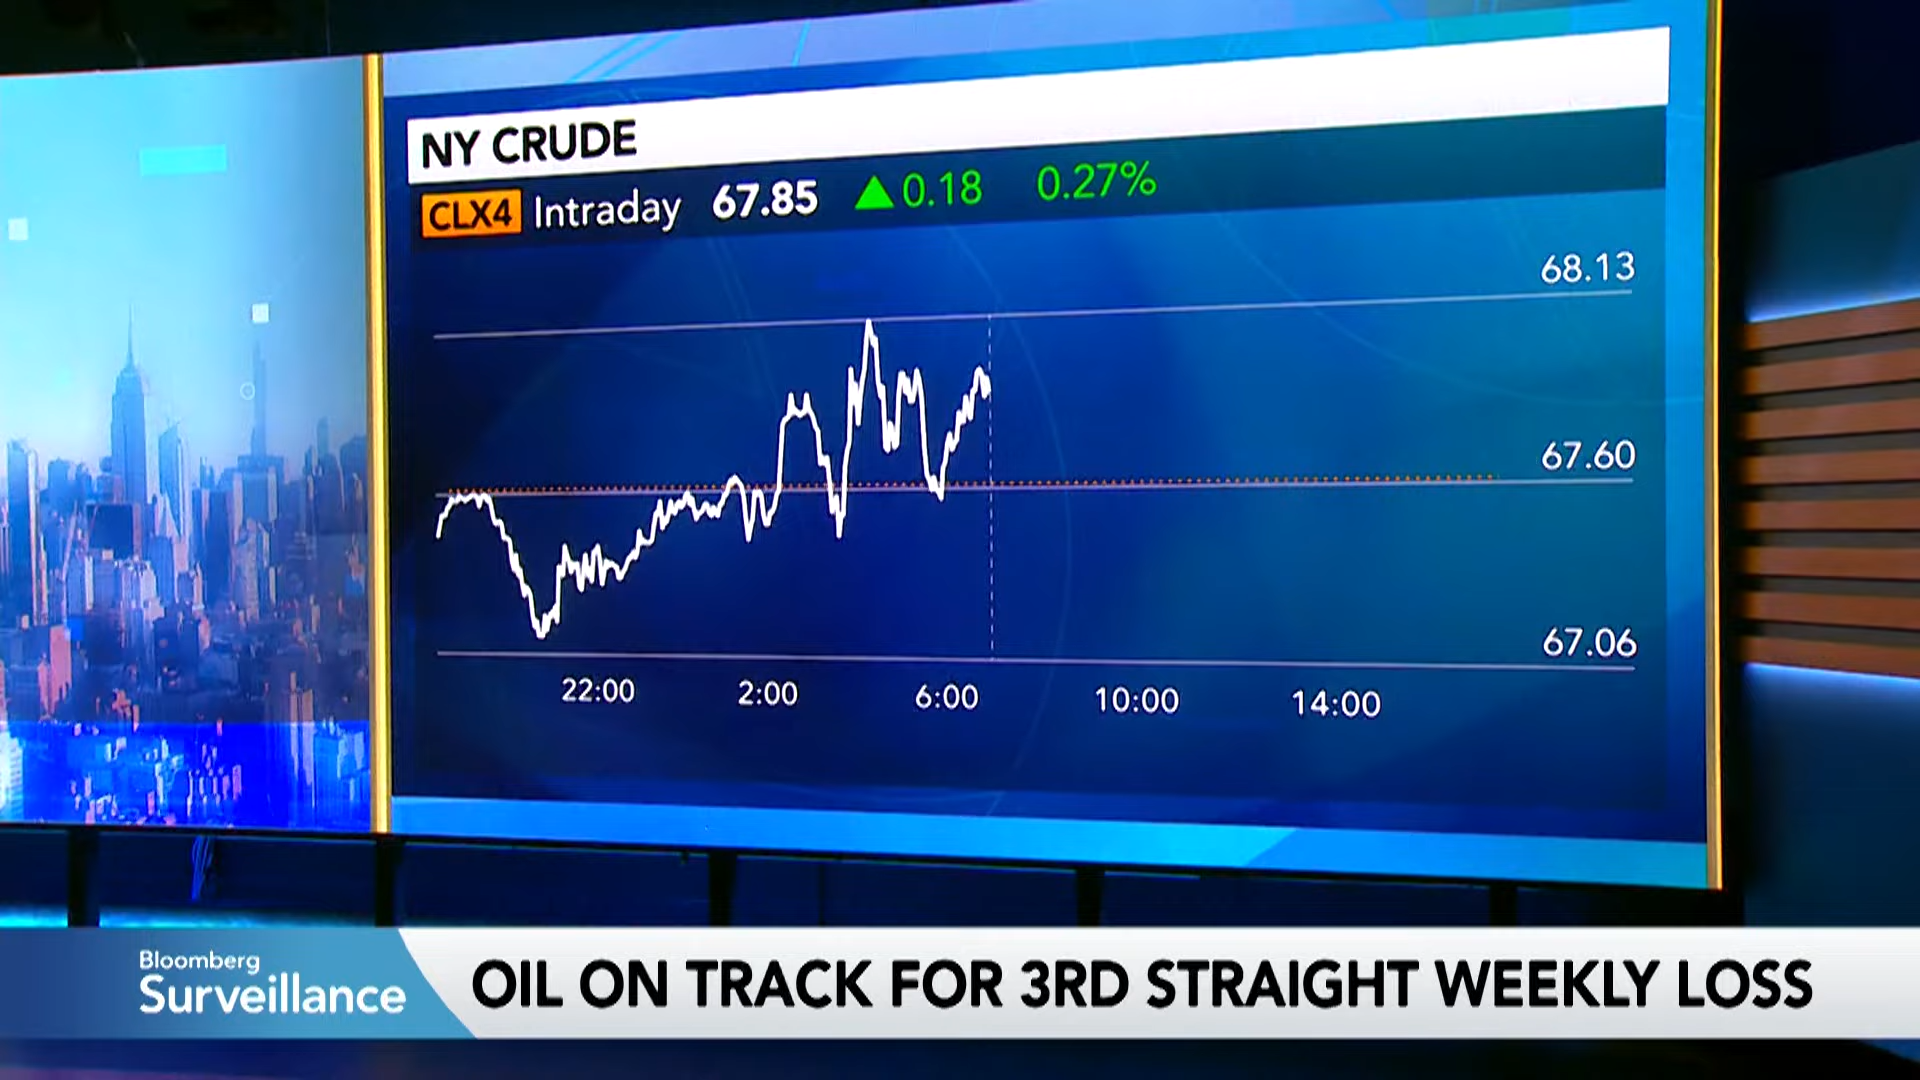 NY CRUDE
CLX4 Intraday 67.85 ▲0.18 0.27%
68.13
67.60
67.06
22:00 2:00 6:00 10:00 14:00
Bloomberg
Surveillance
OIL ON TRACK FOR 3RD STRAIGHT WEEKLY LOSS